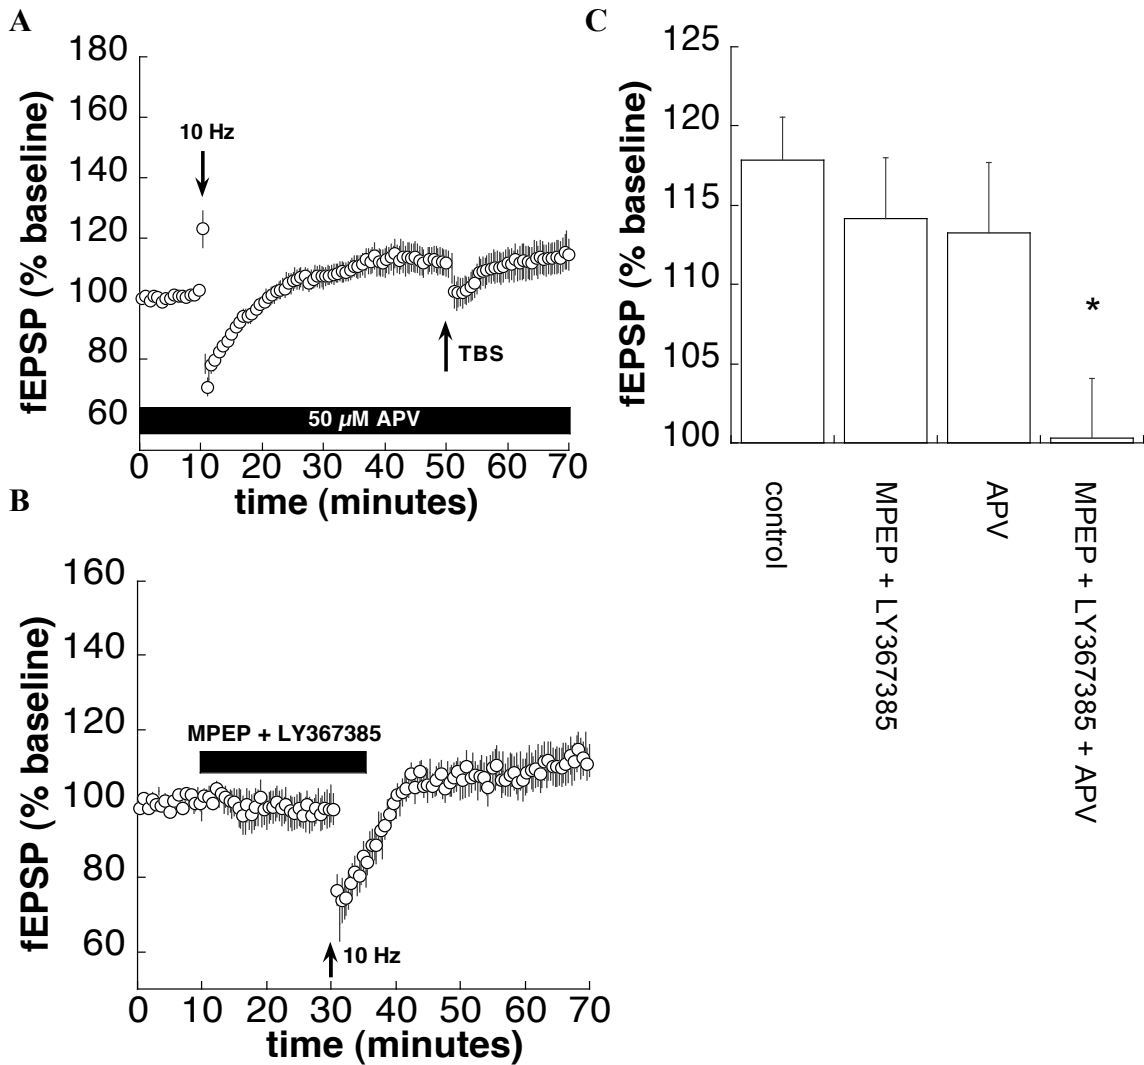 A
fEPSP (% baseline)
180
160
140
120
100
80
60
10 Hz
TBS
50 µM APV
0 10 20 30 40 50 60 70
time (minutes)
B
fEPSP (% baseline)
160
140
120
100
80
60
MPEP + LY367385
10 Hz
0 10 20 30 40 50 60 70
time (minutes)
C
fEPSP (% baseline)
125
120
115
110
105
100
*
control
MPEP + LY367385
APV
MPEP + LY367385 + APV